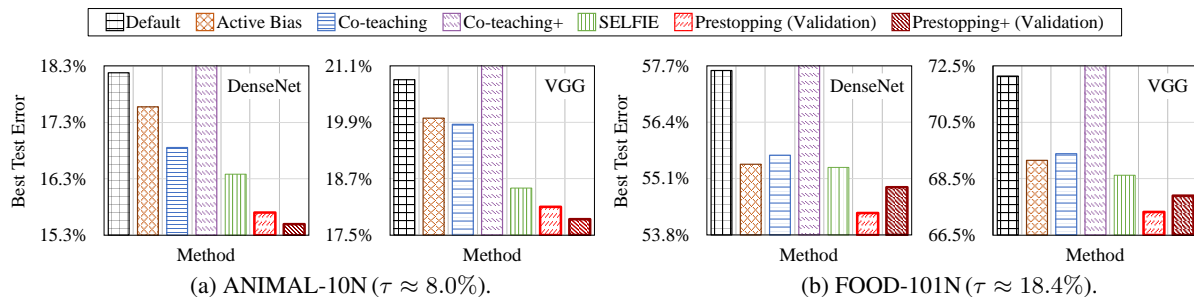 Default Active Bias Co-teaching Co-teaching+ SELFIE Prestopping (Validation) Prestopping+ (Validation)
Best Test Error
18.3%
17.3%
16.3%
15.3%
DenseNet
Method
21.1%
19.9%
18.7%
17.5%
VGG
Method
(a) ANIMAL-10N (τ ≈ 8.0%).
Best Test Error
57.7%
56.4%
55.1%
53.8%
DenseNet
Method
72.5%
70.5%
68.5%
66.5%
VGG
Method
(b) FOOD-101N (τ ≈ 18.4%).